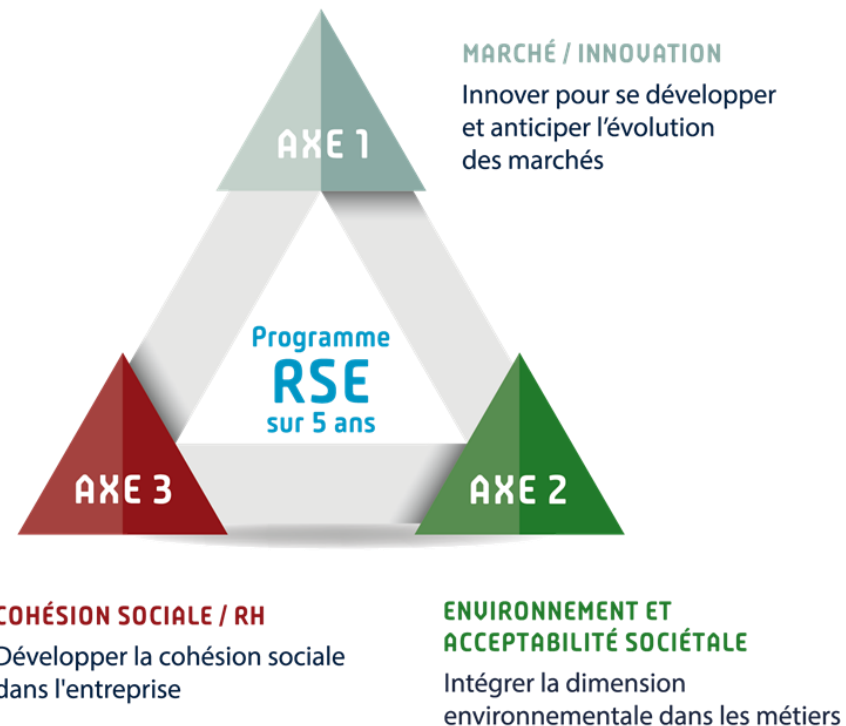 MARCHÉ / INNOVATION
Innover pour se développer
et anticiper l’évolution
des marchés
AXE 1
Programme
RSE
sur 5 ans
AXE 3
AXE 2
COHÉSION SOCIALE / RH
Développer la cohésion sociale
dans l'entreprise
ENVIRONNEMENT ET
ACCEPTABILITÉ SOCIÉTALE
Intégrer la dimension
environnementale dans les métiers